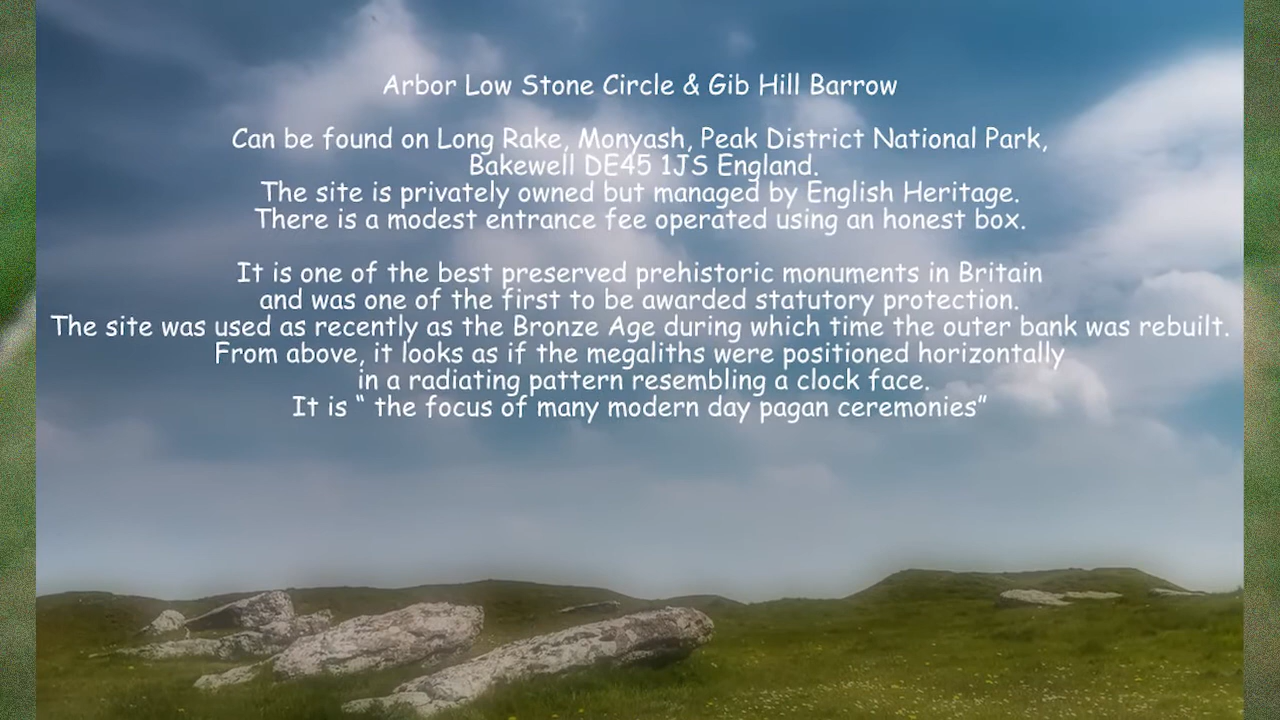 Arbor Low Stone Circle & Gib Hill Barrow
Can be found on Long Rake, Monyash, Peak District National Park,
Bakewell DE45 1JS England.
The site is privately owned but managed by English Heritage.
There is a modest entrance fee operated using an honest box.
It is one of the best preserved prehistoric monuments in Britain
and was one of the first to be awarded statutory protection.
The site was used as recently as the Bronze Age during which time the outer bank was rebuilt.
From above, it looks as if the megaliths were positioned horizontally
in a radiating pattern resembling a clock face.
It is “ the focus of many modern day pagan ceremonies”